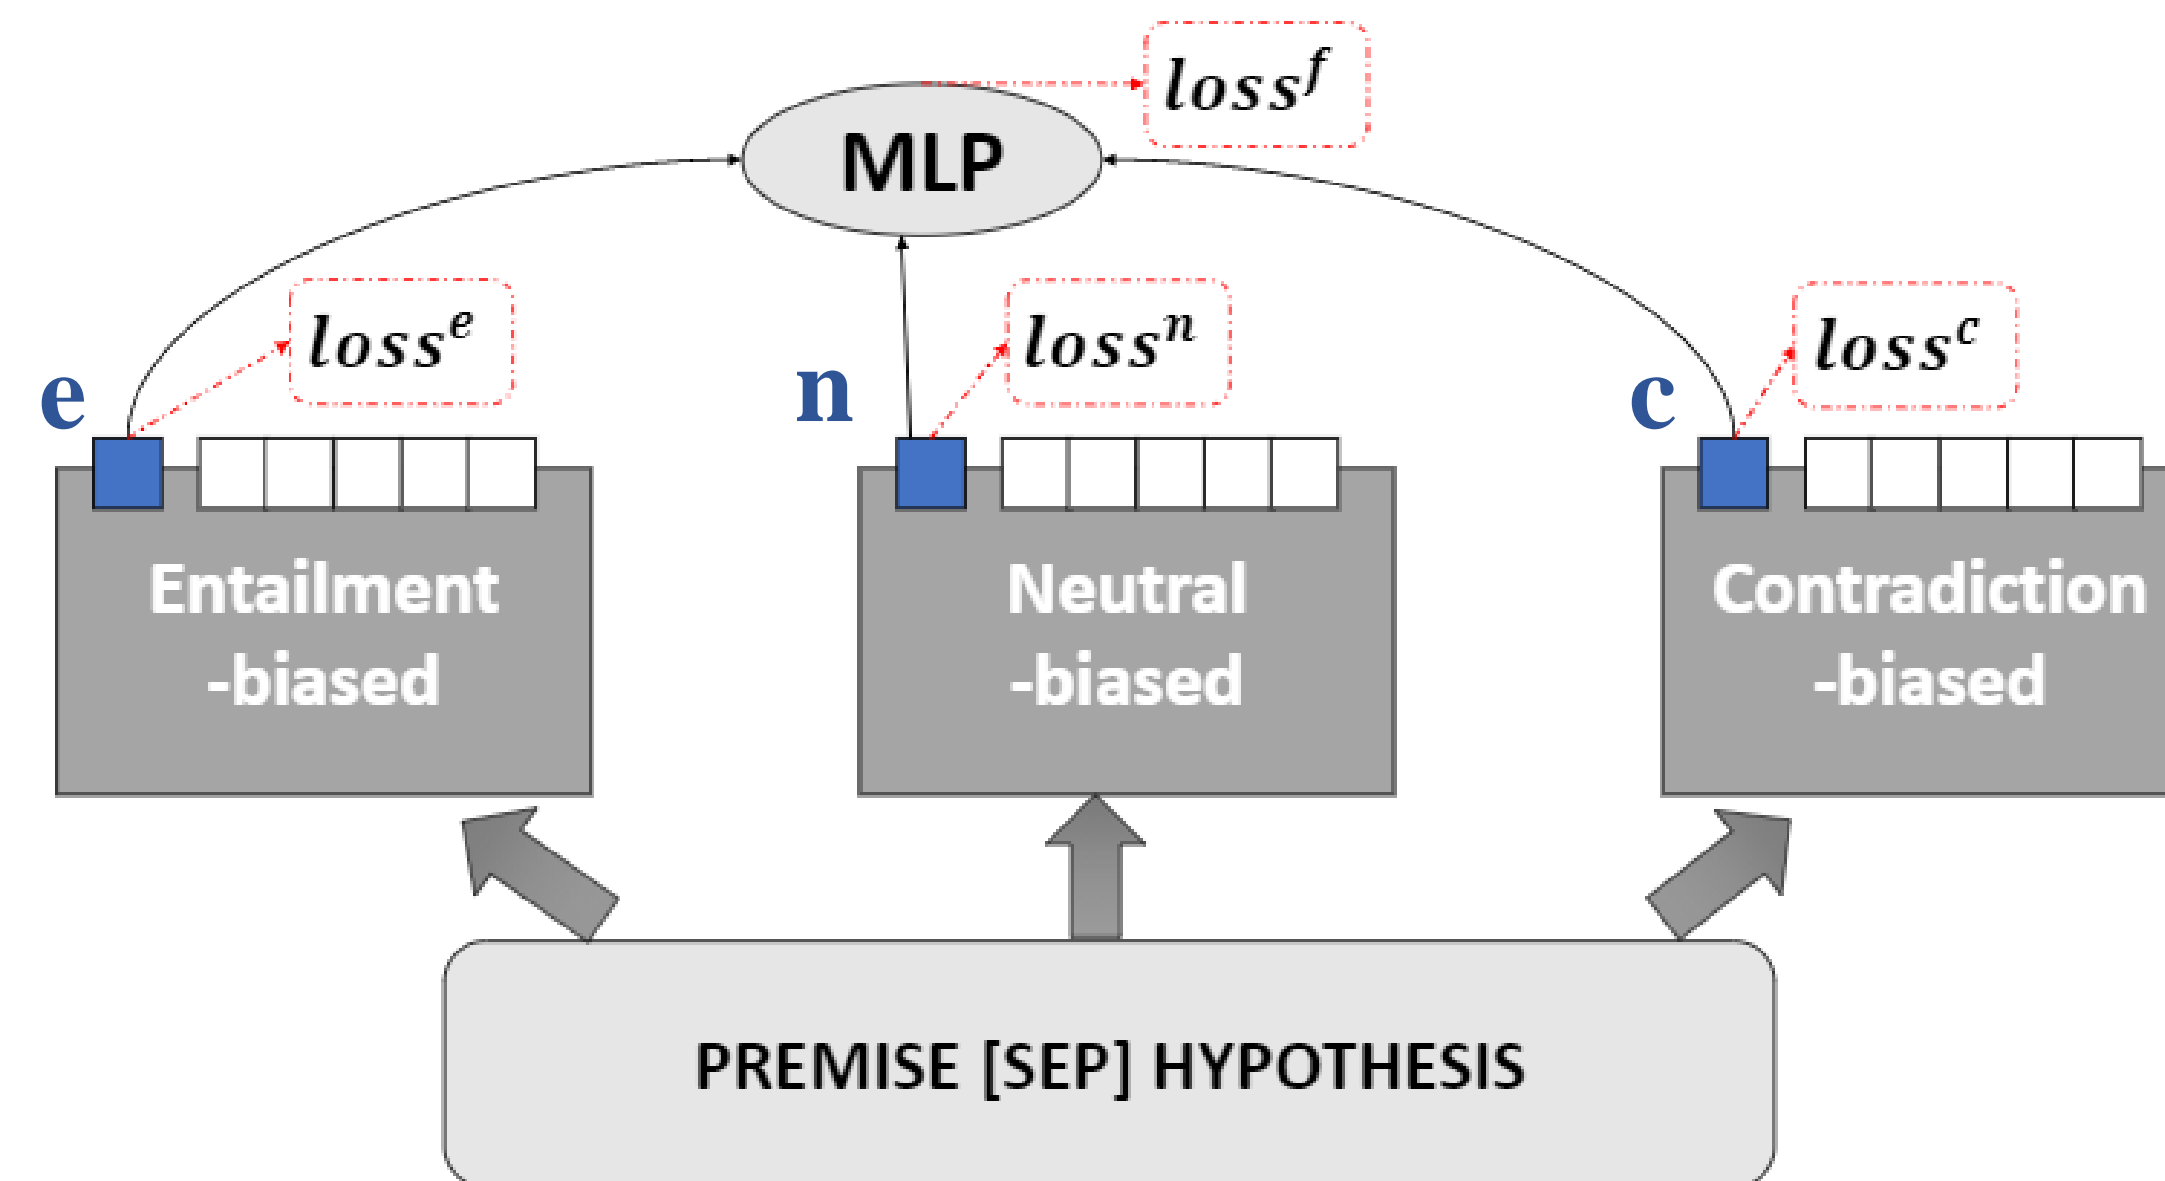 loss^f
MLP
loss^e
loss^n
loss^c
e
n
c
Entailment
-biased
Neutral
-biased
Contradiction
-biased
PREMISE [SEP] HYPOTHESIS